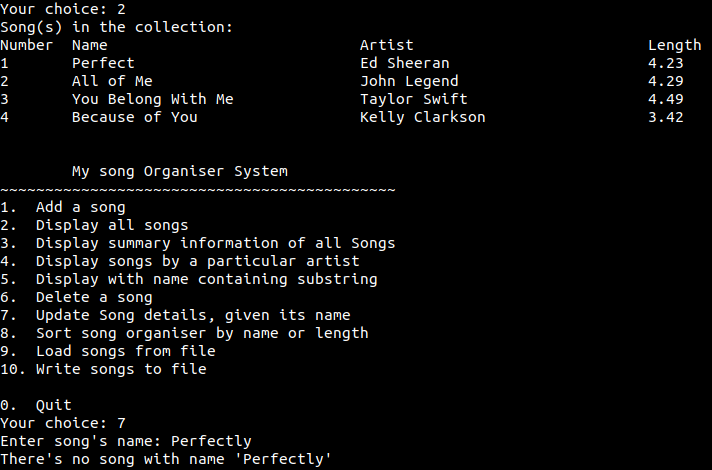 Your choice: 2
Song(s) in the collection:
Number  Name                            Artist                          Length
1       Perfect                         Ed Sheeran                      4.23
2       All of Me                       John Legend                     4.29
3       You Belong With Me              Taylor Swift                    4.49
4       Because of You                  Kelly Clarkson                  3.42
        My song Organiser System
~~~~~~~~~~~~~~~~~~~~~~~~~~~~~~~~~~~~~~~~~~~~
1.  Add a song
2.  Display all songs
3.  Display summary information of all Songs
4.  Display songs by a particular artist
5.  Display with name containing substring
6.  Delete a song
7.  Update Song details, given its name
8.  Sort song organiser by name or length
9.  Load songs from file
10. Write songs to file
0.  Quit
Your choice: 7
Enter song's name: Perfectly
There's no song with name 'Perfectly'